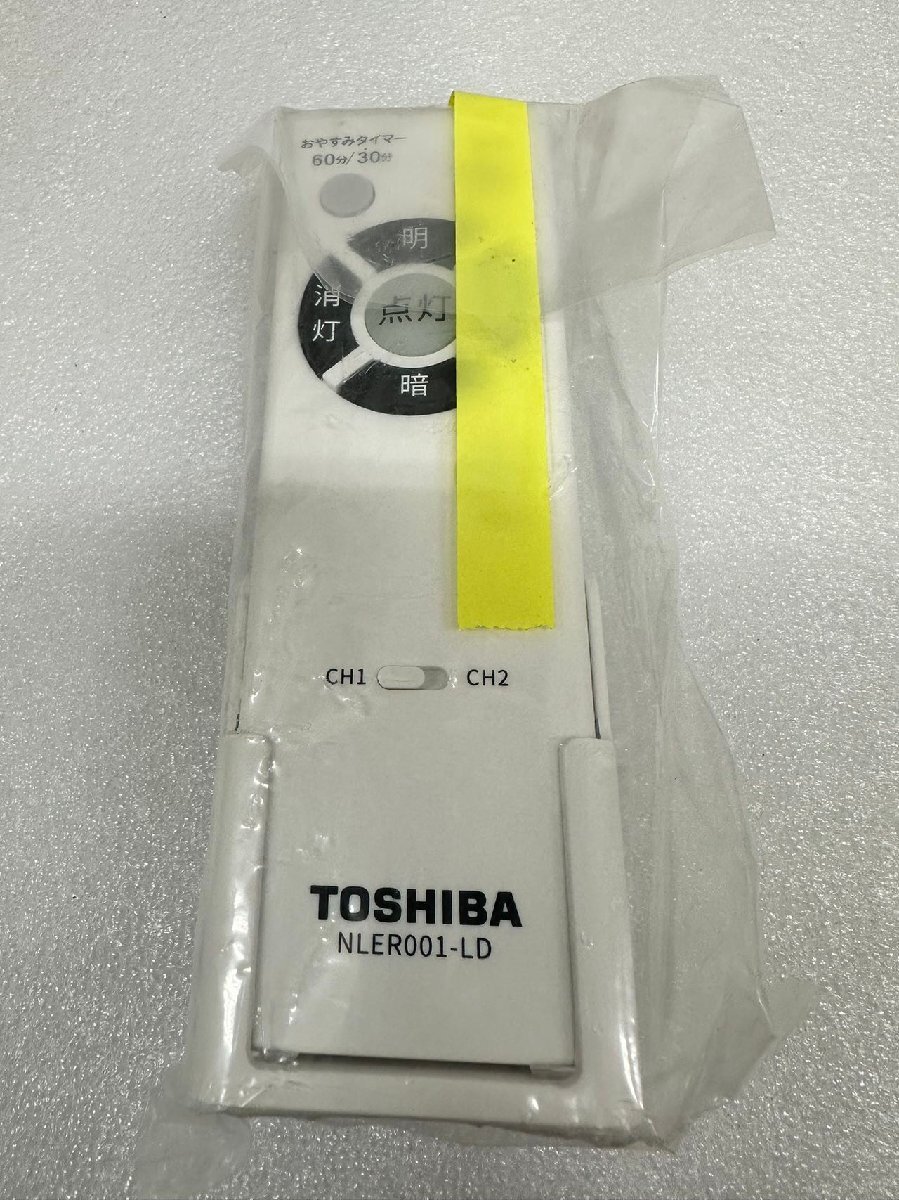 おやすみタイマー
60分/30分
明
消灯
点灯
暗
CH1 CH2
TOSHIBA
NLER001-LD